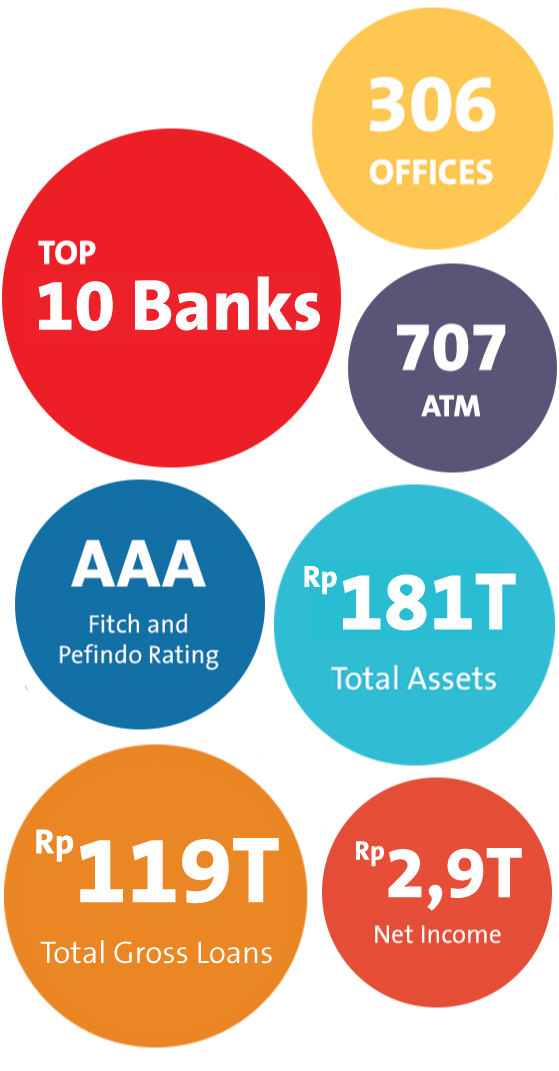 306
OFFICES
TOP
10 Banks
707
ATM
AAA
Fitch and
Pefindo Rating
Rp181T
Total Assets
Rp119T
Total Gross Loans
Rp2,9T
Net Income